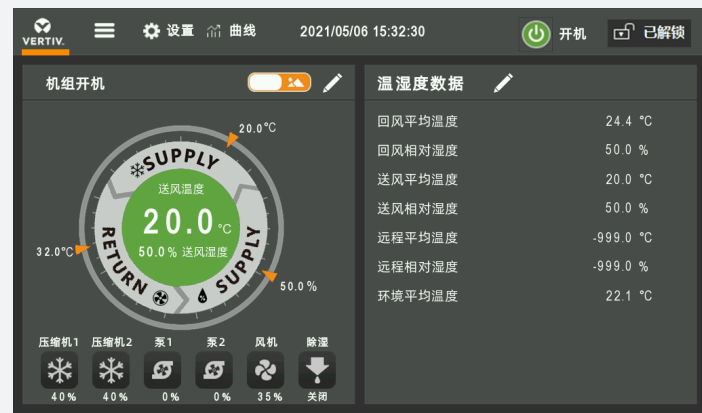 VERTIV.
设置 曲线 2021/05/06 15:32:30 开机 已解锁
机组开机
20.0°C
SUPPLY
送风温度
20.0 °C
50.0% 送风湿度
32.0°C
RETURN
SUPPLY
%
50.0%
压缩机1 压缩机2 泵1 泵2 风机 除湿
40% 40% 0% 0% 35% 关闭
温湿度数据
回风平均温度 24.4 °C
回风相对湿度 50.0 %
送风平均温度 20.0 °C
送风相对湿度 50.0 %
远程平均温度 -999.0 °C
远程相对湿度 -999.0 %
环境平均温度 22.1 °C